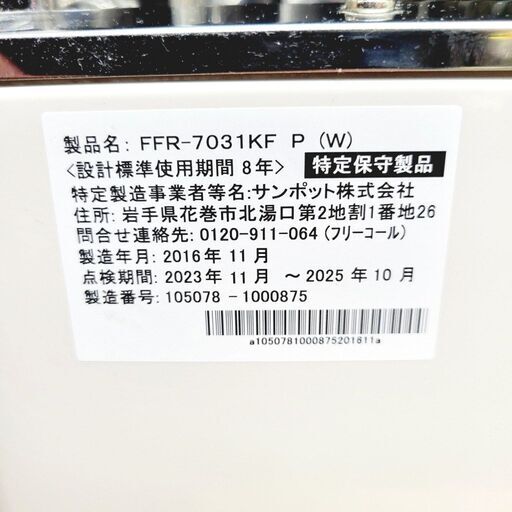 製品名: FFR-7031KF P (W)
<設計標準使用期間 8年> 特定保守製品
特定製造事業者等名:サンポット株式会社
住所: 岩手県花巻市北湯口第2地割1番地26
問合せ連絡先: 0120-911-064 (フリーコール)
製造年月: 2016年 11月
点検期間: 2023年 11月 ～ 2025年 10月
製造番号: 105078 - 1000875
a1050781000875201611a